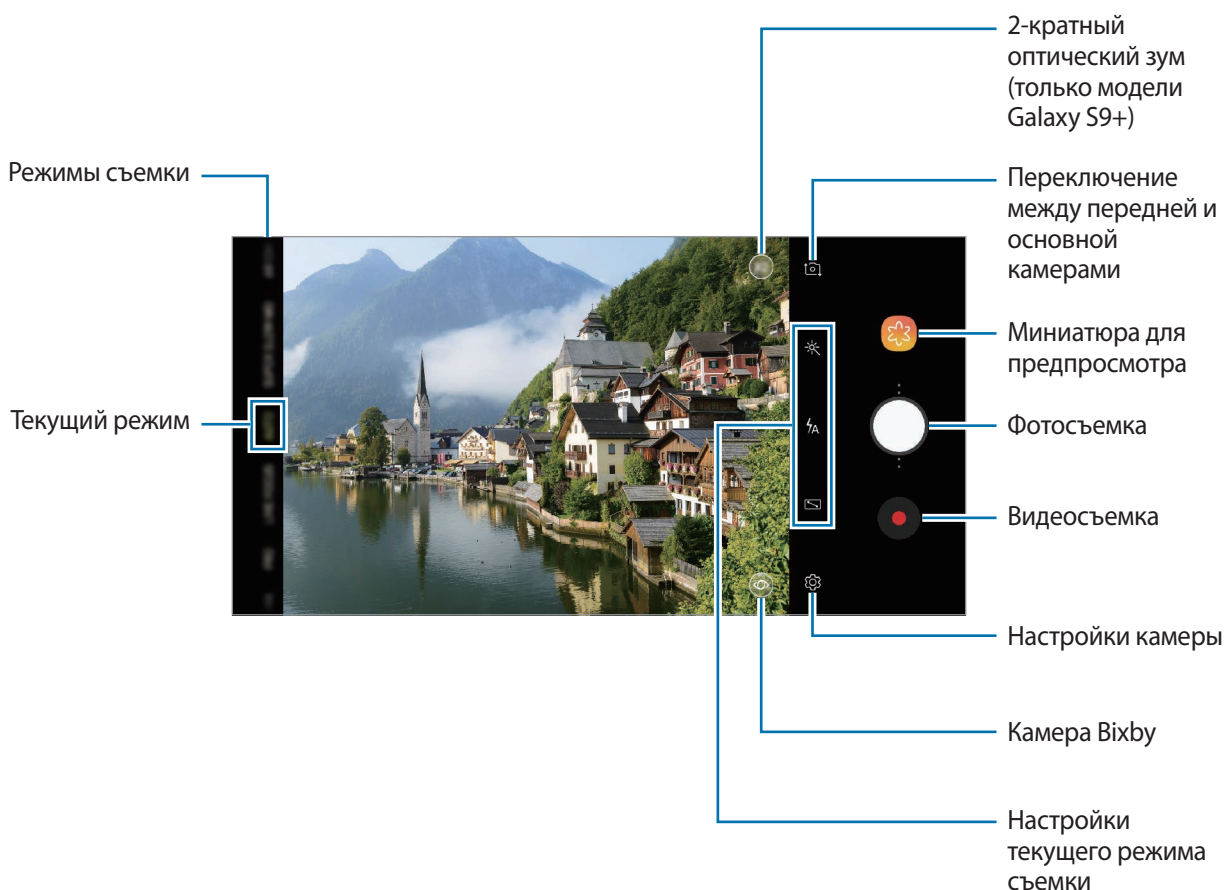 2-кратный
оптический зум
(только модели
Galaxy S9+)
Режимы съемки
Переключение
между передней и
основной
камерами
Миниатюра для
предпросмотра
Текущий режим
Фотосъемка
Видеосъемка
Настройки камеры
Камера Bixby
Настройки
текущего режима
съемки